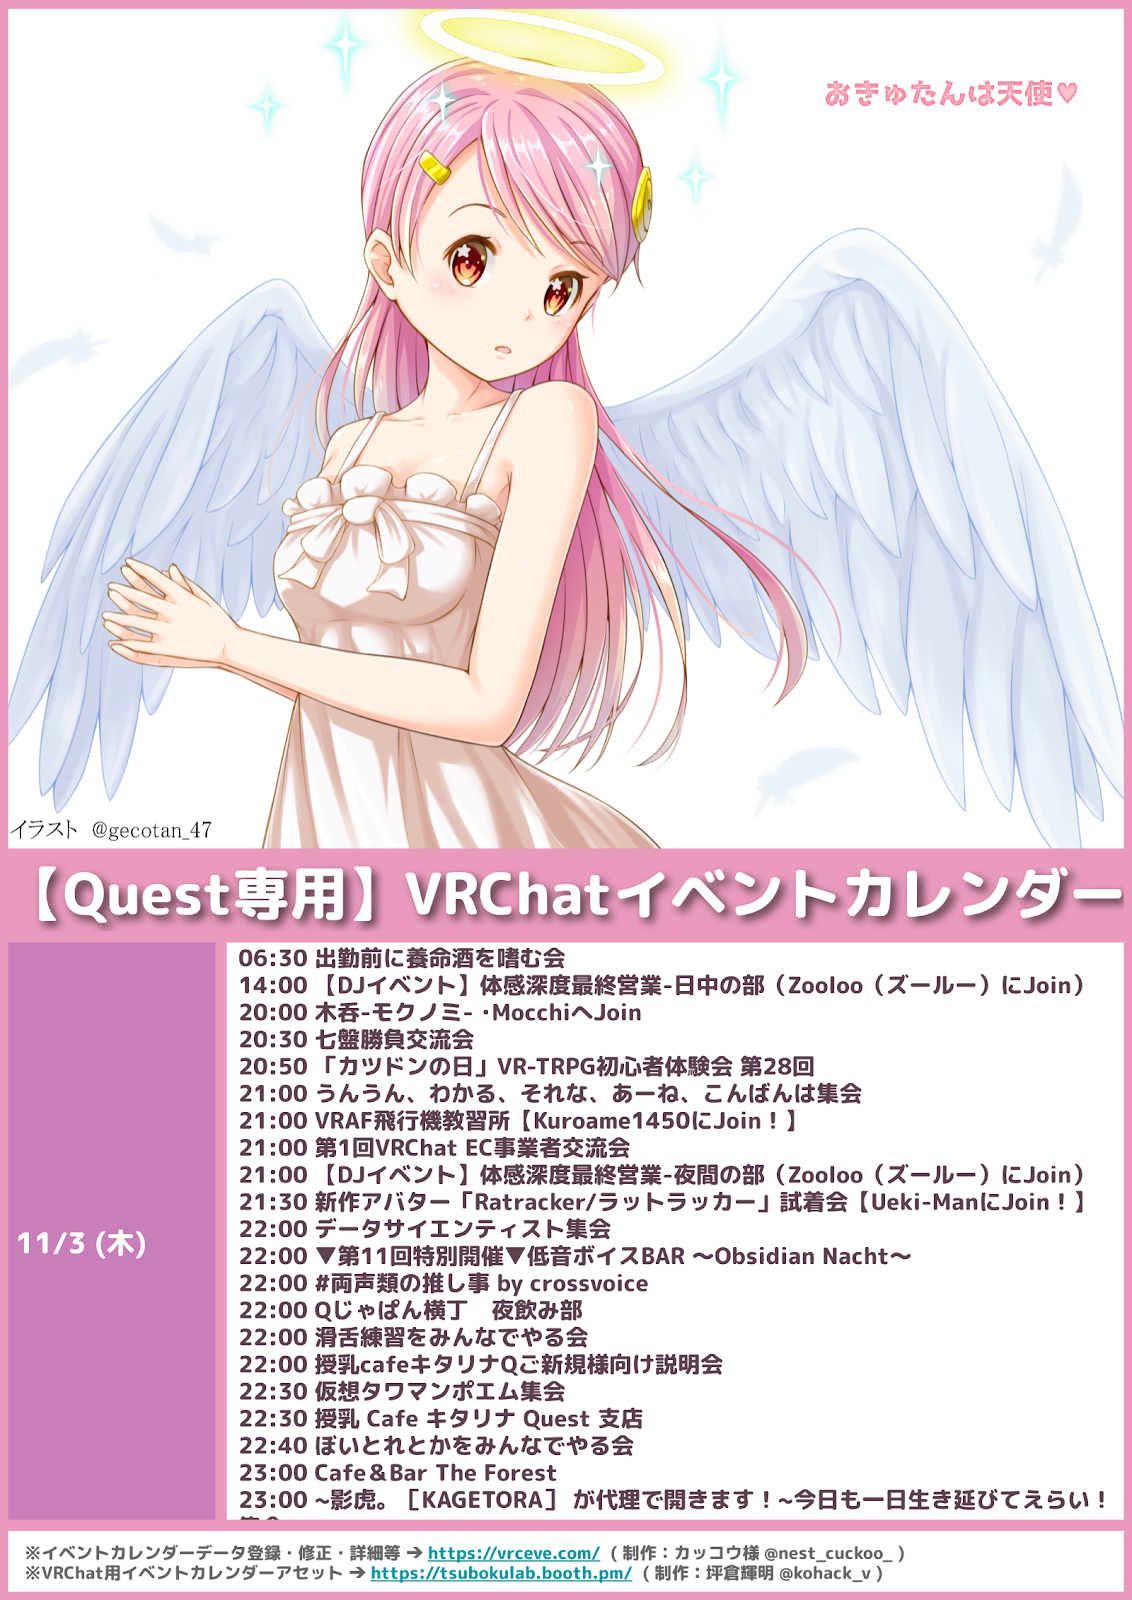 おきゅたんは天使♥
イラスト @gecotan_47
【Quest専用】VRChatイベントカレンダー
11/3 (木)
06:30 出勤前に養命酒を嗜む会
14:00 【DJイベント】体感深度最終営業-日中の部（Zooloo（ズールー）にJoin）
20:00 木呑-モクノミ- ･MocchiへJoin
20:30 七盤勝負交流会
20:50 「カツドンの日」VR-TRPG初心者体験会 第28回
21:00 うんうん、わかる、それな、あーね、こんばんは集会
21:00 VRAF飛行機教習所【Kuroame1450にJoin！】
21:00 第1回VRChat EC事業者交流会
21:00 【DJイベント】体感深度最終営業-夜間の部（Zooloo（ズールー）にJoin）
21:30 新作アバター「Ratracker/ラットラッカー」試着会【Ueki-ManにJoin！】
22:00 データサイエンティスト集会
22:00 ▼第11回特別開催▼低音ボイスBAR ～Obsidian Nacht～
22:00 #両声類の推し事 by crossvoice
22:00 Qじゃぱん横丁　夜飲み部
22:00 滑舌練習をみんなでやる会
22:00 授乳cafeキタリナQご新規様向け説明会
22:30 仮想タワマンポエム集会
22:30 授乳 Cafe キタリナ Quest 支店
22:40 ぼいとれとかをみんなでやる会
23:00 Cafe＆Bar The Forest
23:00 ~影虎。［KAGETORA］ が代理で開きます！~今日も一日生き延びてえらい！
※イベントカレンダーデータ登録・修正・詳細等 ➔ https://vrceve.com/ ( 制作：カッコウ様 @nest_cuckoo_ )
※VRChat用イベントカレンダーアセット ➔ https://tsubokulab.booth.pm/ ( 制作：坪倉輝明 @kohack_v )